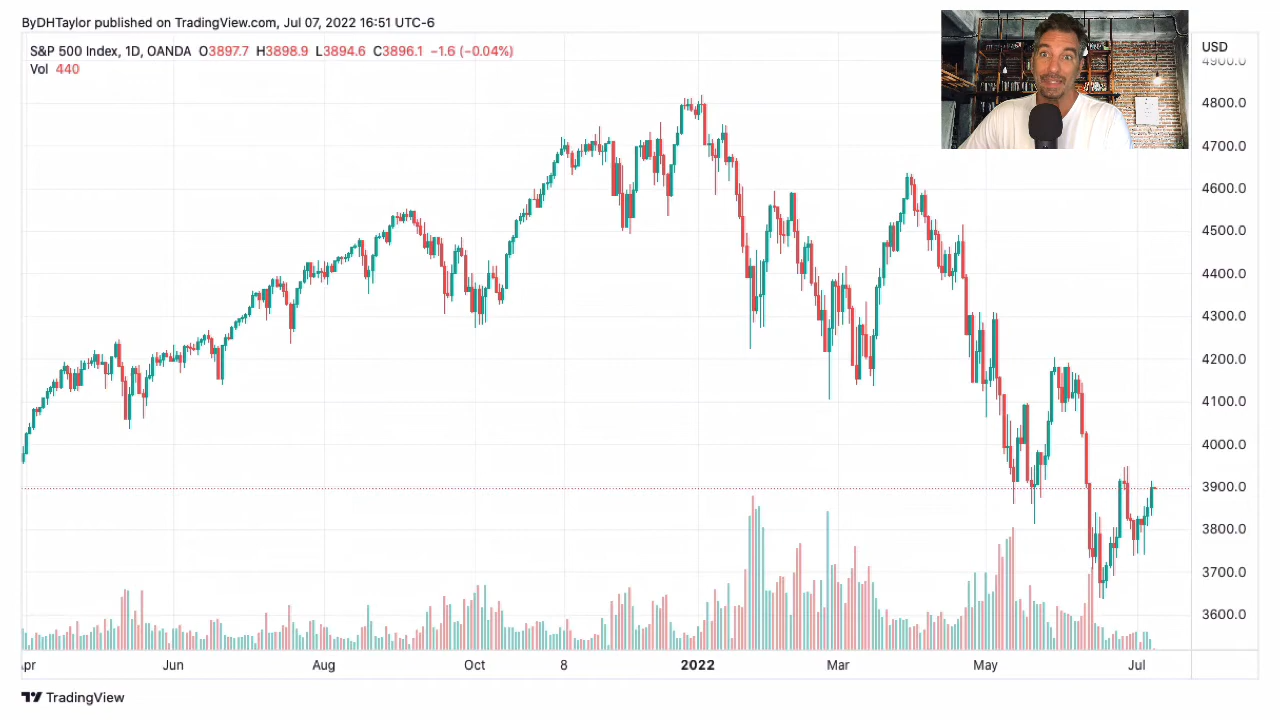 ByDHTaylor published on TradingView.com, Jul 07, 2022 16:51 UTC-6
S&P 500 Index, 1D, OANDA O3897.7 H3898.9 L3894.6 C3896.1 −1.6 (−0.04%)
Vol 440
USD
4900.0
4800.0
4700.0
4600.0
4500.0
4400.0
4300.0
4200.0
4100.0
4000.0
3900.0
3800.0
3700.0
3600.0
pr Jun Aug Oct 8 2022 Mar May Jul
TradingView